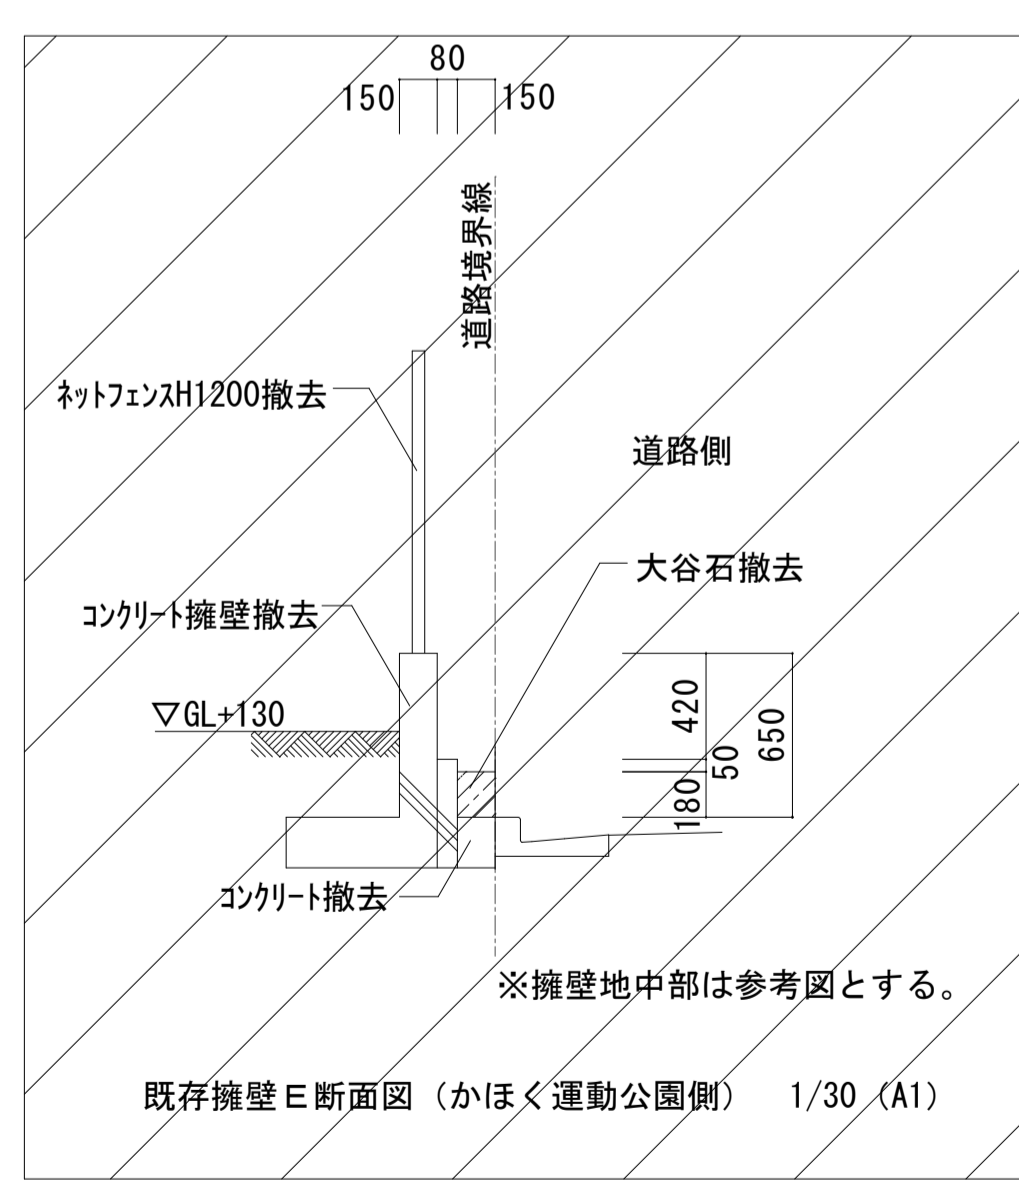 80
150
150
道路境界線
ﾈｯﾄﾌｪﾝｽH1200撤去
道路側
大谷石撤去
ｺﾝｸﾘｰﾄ擁壁撤去
▽GL+130
420
50
650
180
ｺﾝｸﾘｰﾄ撤去
※擁壁地中部は参考図とする。
既存擁壁E断面図（かほく運動公園側） 1/30（A1）